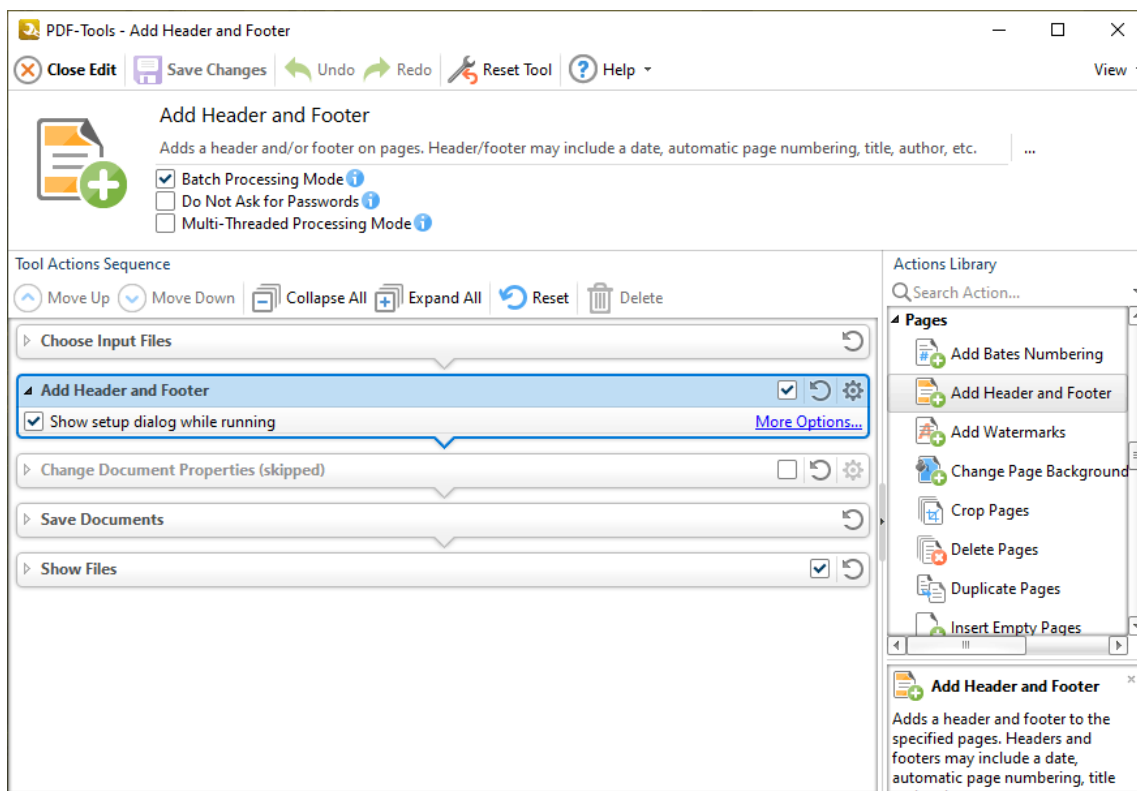 PDF-Tools - Add Header and Footer
Close Edit Save Changes Undo Redo Reset Tool Help View
Add Header and Footer
Adds a header and/or footer on pages. Header/footer may include a date, automatic page numbering, title, author, etc. ...
Batch Processing Mode
Do Not Ask for Passwords
Multi-Threaded Processing Mode
Tool Actions Sequence
Move Up Move Down Collapse All Expand All Reset Delete
Choose Input Files
Add Header and Footer
Show setup dialog while running More Options...
Change Document Properties (skipped)
Save Documents
Show Files
Actions Library
Search Action...
Pages
Add Bates Numbering
Add Header and Footer
Add Watermarks
Change Page Background
Crop Pages
Delete Pages
Duplicate Pages
Insert Empty Pages
Add Header and Footer
Adds a header and footer to the
specified pages. Headers and
footers may include a date,
automatic page numbering, title